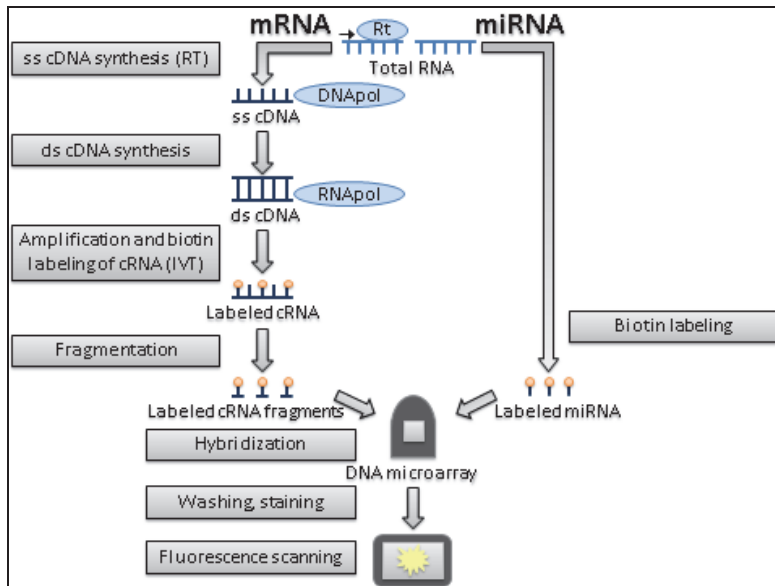 mRNA
Rt
miRNA
Total RNA
ss cDNA synthesis (RT)
DNApol
ss cDNA
ds cDNA synthesis
RNApol
ds cDNA
Amplification and biotin
labeling of cRNA (IVT)
Labeled cRNA
Biotin labeling
Fragmentation
Labeled cRNA fragments
Labeled miRNA
Hybridization
DNA microarray
Washing, staining
Fluorescence scanning